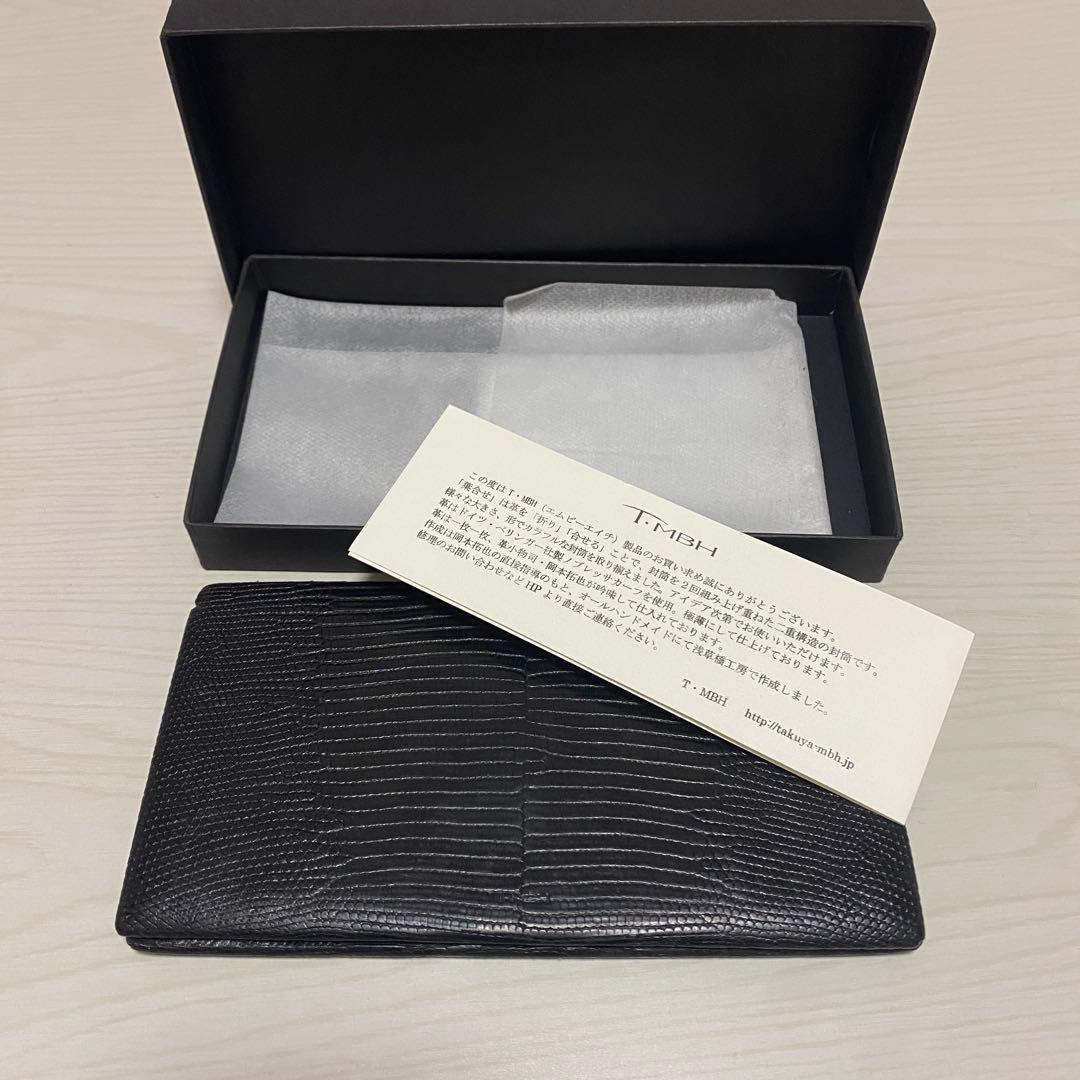 T・MBH
この度はT・MBH（エムピーエイチ）製品のお買い求め誠にありがとうございます。
「葉合せ」は革を「折り」「合せる」ことで、封筒を２回組み上げ重ねた二重構造の封筒です。
様々な大きさ、形でカラフルな封筒を取り揃えました。アイデア次第でお使いいただけます。
革はドイツ・ペリンガー社製ノブレッサカーフを使用。極薄にして仕上げております。
革は一枚一枚、革小物司・岡本拓也が吟味して仕入れております。
作成は岡本拓也の直接指導のもと、オールハンドメイドにて浅草橋工房で作成しました。
修理のお問い合わせなどHPより直接ご連絡ください。
T・MBH http://takuya-mbh.jp